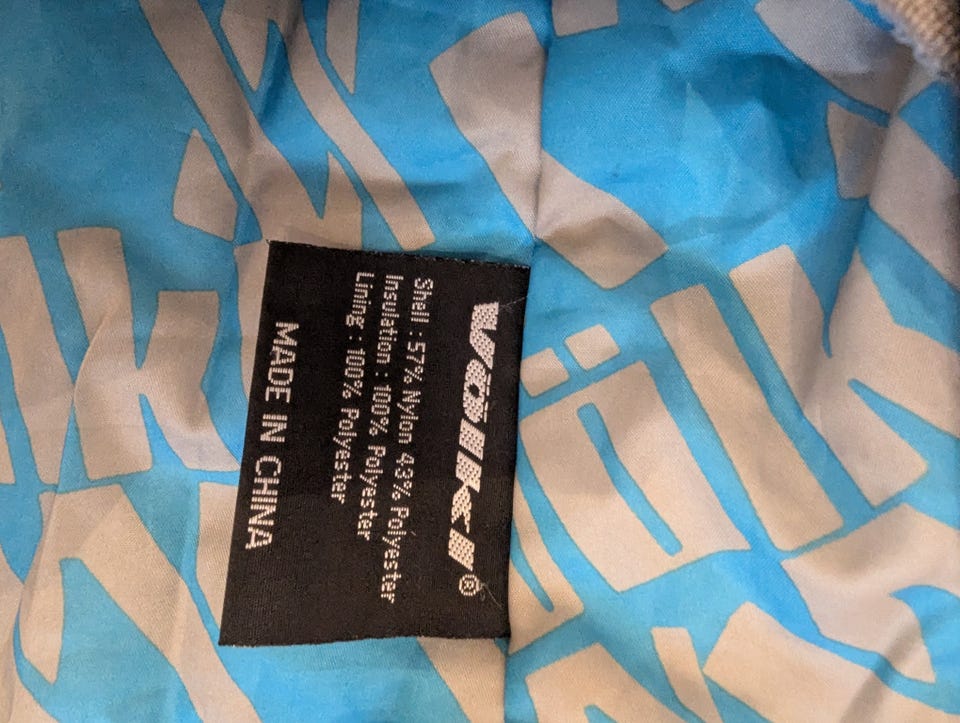 Völkl®
Shell : 57% Nylon 43% Polyester
Insulation : 100% Polyester
Lining : 100% Polyester
MADE IN CHINA